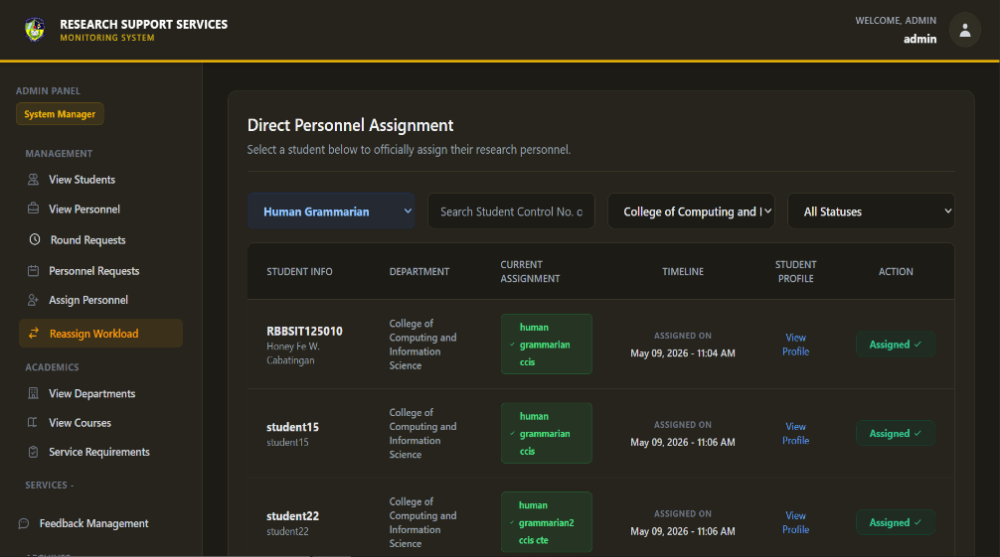 RESEARCH SUPPORT SERVICES
MONITORING SYSTEM
WELCOME, ADMIN
admin
ADMIN PANEL
System Manager
MANAGEMENT
View Students
View Personnel
Round Requests
Personnel Requests
Assign Personnel
Reassign Workload
ACADEMICS
View Departments
View Courses
Service Requirements
SERVICES -
Feedback Management
Direct Personnel Assignment
Select a student below to officially assign their research personnel.
Human Grammarian
Search Student Control No. o
College of Computing and I
All Statuses
STUDENT INFO
DEPARTMENT
CURRENT
ASSIGNMENT
TIMELINE
STUDENT
PROFILE
ACTION
RBBSIT125010
Honey Fe W.
Cabatingan
College of
Computing and
Information
Science
human
✓ grammarian
ccis
ASSIGNED ON
May 09, 2026 - 11:04 AM
View
Profile
Assigned ✓
student15
student15
College of
Computing and
Information
Science
human
✓ grammarian
ccis
ASSIGNED ON
May 09, 2026 - 11:06 AM
View
Profile
Assigned ✓
student22
student22
College of
Computing and
Information
Science
human
✓ grammarian2
ccis cte
ASSIGNED ON
May 09, 2026 - 11:06 AM
View
Profile
Assigned ✓